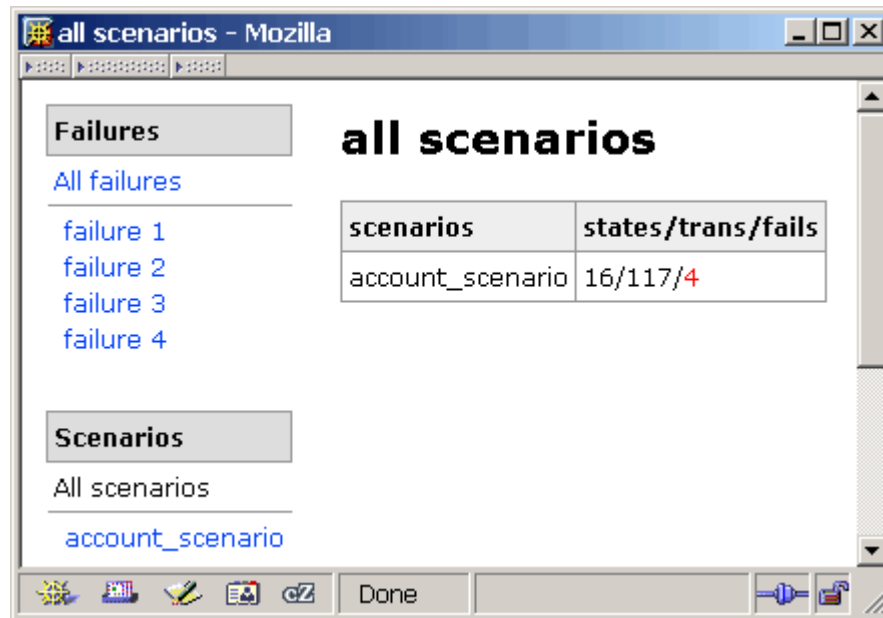 all scenarios - Mozilla
Failures
All failures
failure 1
failure 2
failure 3
failure 4
Scenarios
All scenarios
account_scenario
all scenarios
scenarios states/trans/fails
account_scenario 16/117/4
Done